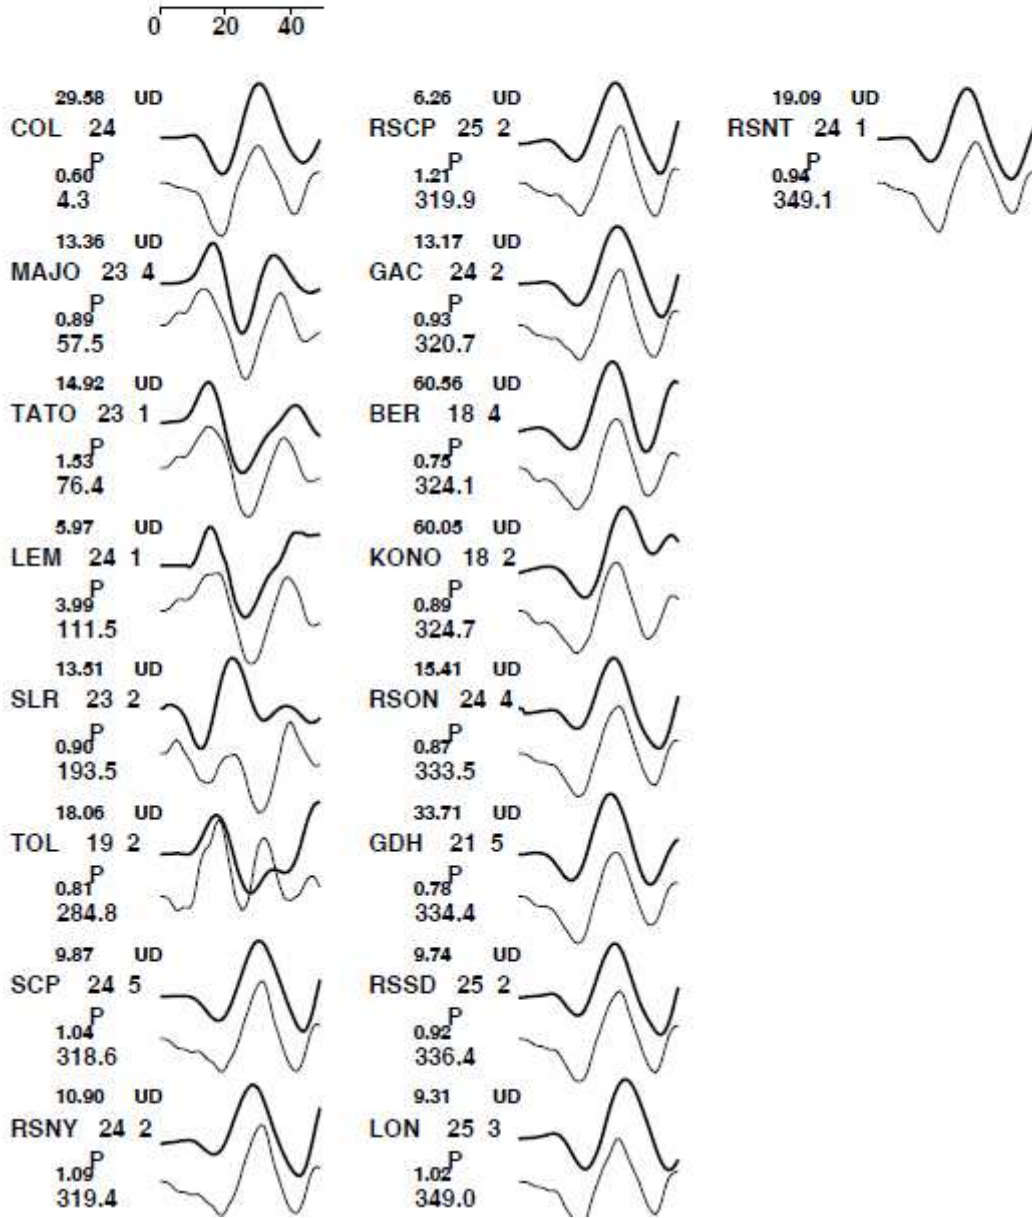 0 20 40
29.58 UD
COL 24
P
0.60
4.3
13.36 UD
MAJO 23 4
P
0.89
57.5
14.92 UD
TATO 23 1
P
1.53
76.4
5.97 UD
LEM 24 1
P
3.99
111.5
13.51 UD
SLR 23 2
P
0.90
193.5
18.06 UD
TOL 19 2
P
0.81
284.8
9.87 UD
SCP 24 5
P
1.04
318.6
10.90 UD
RSNY 24 2
P
1.09
319.4
6.26 UD
RSCP 25 2
P
1.21
319.9
13.17 UD
GAC 24 2
P
0.93
320.7
60.56 UD
BER 18 4
P
0.75
324.1
60.05 UD
KONO 18 2
P
0.89
324.7
15.41 UD
RSON 24 4
P
0.87
333.5
33.71 UD
GDH 21 5
P
0.78
334.4
9.74 UD
RSSD 25 2
P
0.92
336.4
9.31 UD
LON 25 3
P
1.02
349.0
19.09 UD
RSNT 24 1
P
0.94
349.1